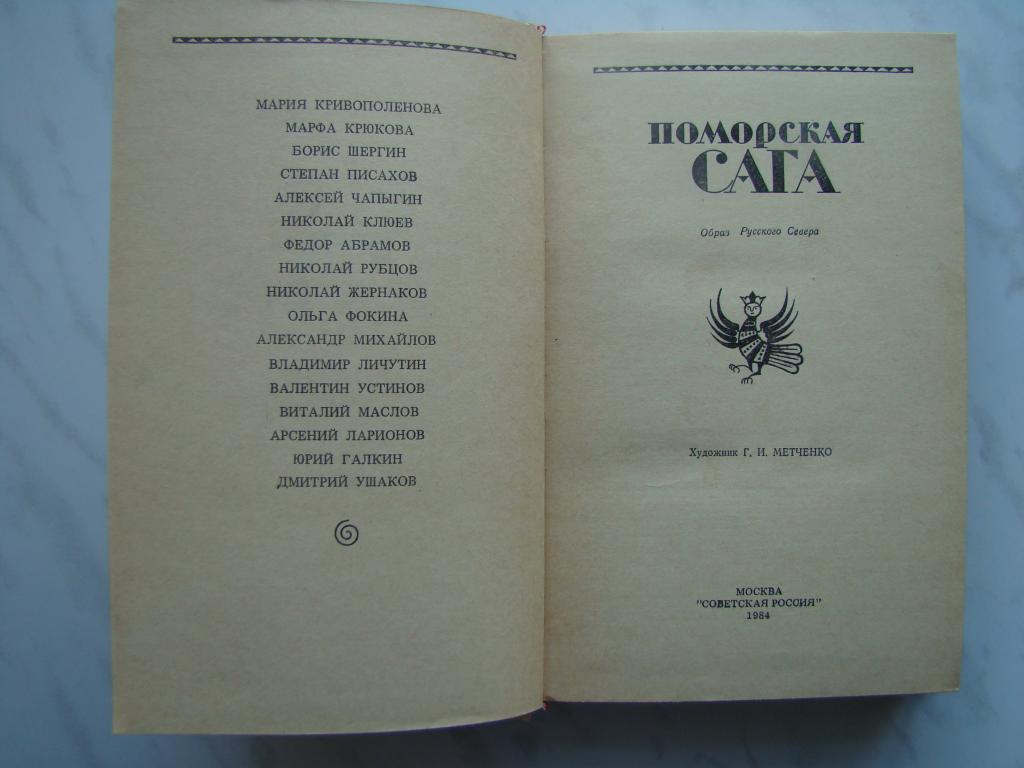 МАРИЯ КРИВОПОЛЕНОВА
МАРФА КРЮКОВА
БОРИС ШЕРГИН
СТЕПАН ПИСАХОВ
АЛЕКСЕЙ ЧАПЫГИН
НИКОЛАЙ КЛЮЕВ
ФЕДОР АБРАМОВ
НИКОЛАЙ РУБЦОВ
НИКОЛАЙ ЖЕРНАКОВ
ОЛЬГА ФОКИНА
АЛЕКСАНДР МИХАЙЛОВ
ВЛАДИМИР ЛИЧУТИН
ВАЛЕНТИН УСТИНОВ
ВИТАЛИЙ МАСЛОВ
АРСЕНИЙ ЛАРИОНОВ
ЮРИЙ ГАЛКИН
ДМИТРИЙ УШАКОВ
ПОМОРСКАЯ
САГА
Образ Русского Севера
Художник Г. И. МЕТЧЕНКО
МОСКВА
"СОВЕТСКАЯ РОССИЯ"
1984